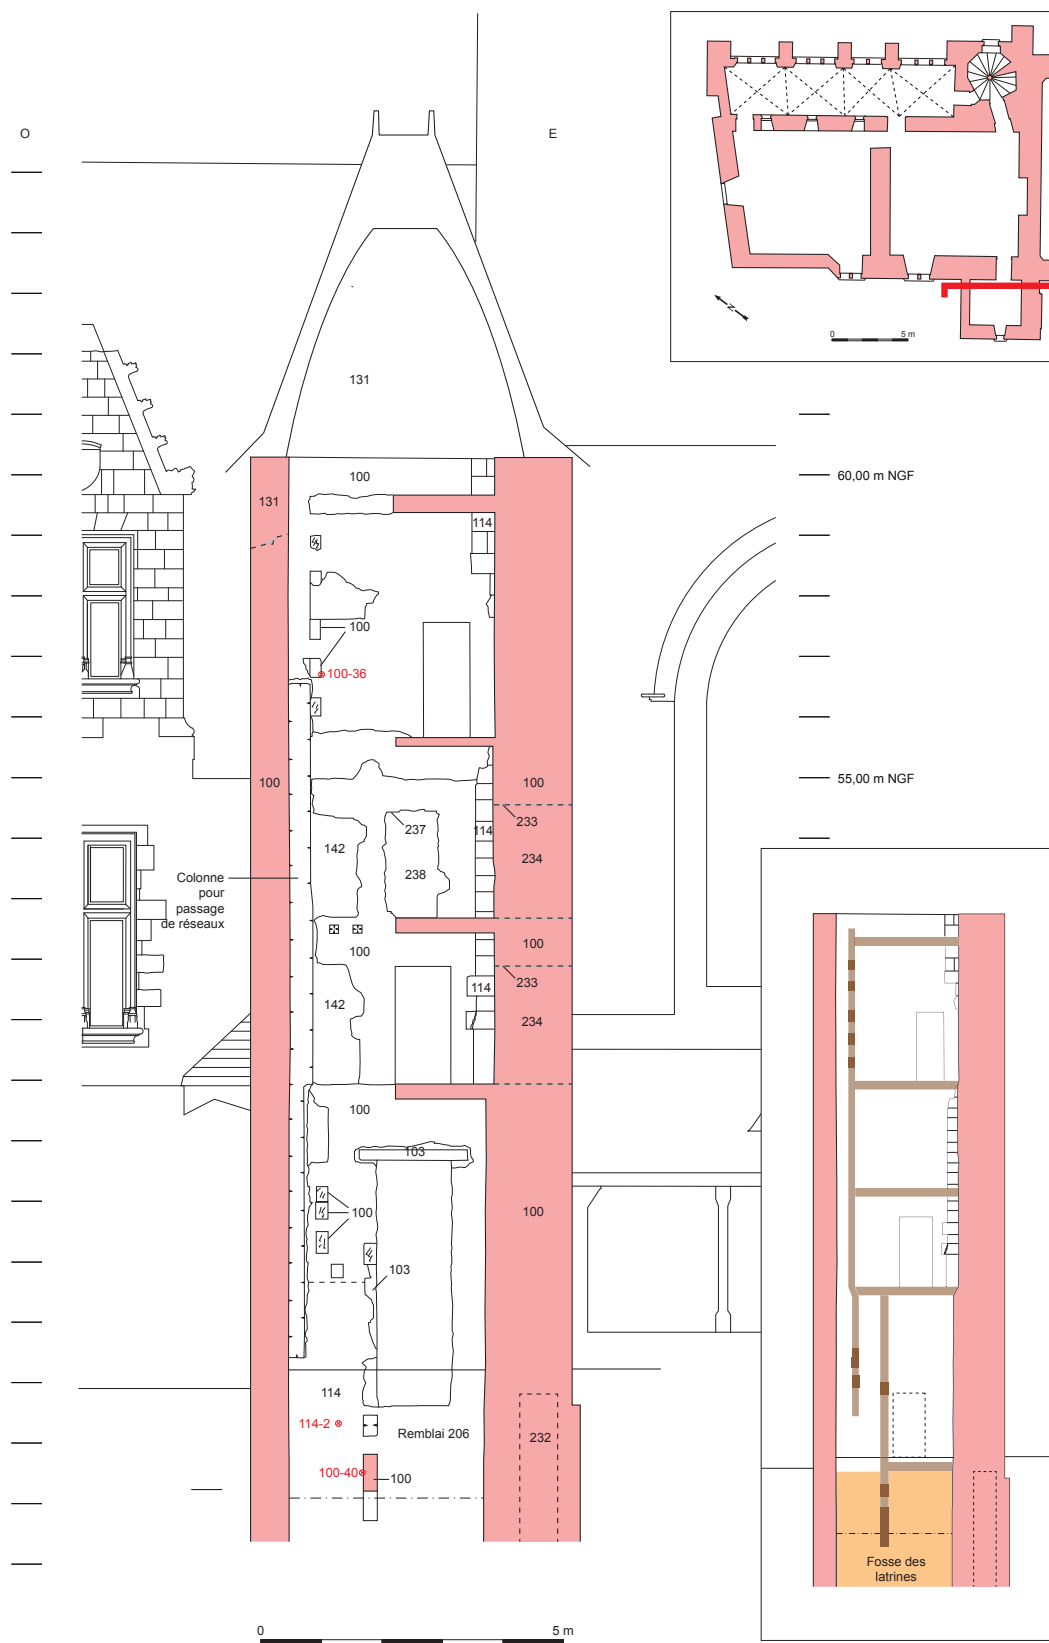 O
E
N
0
5 m
131
100
60,00 m NGF
131
114
100
100-36
100
100
55,00 m NGF
233
237
114
142
234
238
Colonne
pour
passage
de réseaux
100
100
233
142
114
234
100
103
100
100
103
114
114-2
Remblai 206
232
100-40
100
Fosse des
latrines
0
5 m